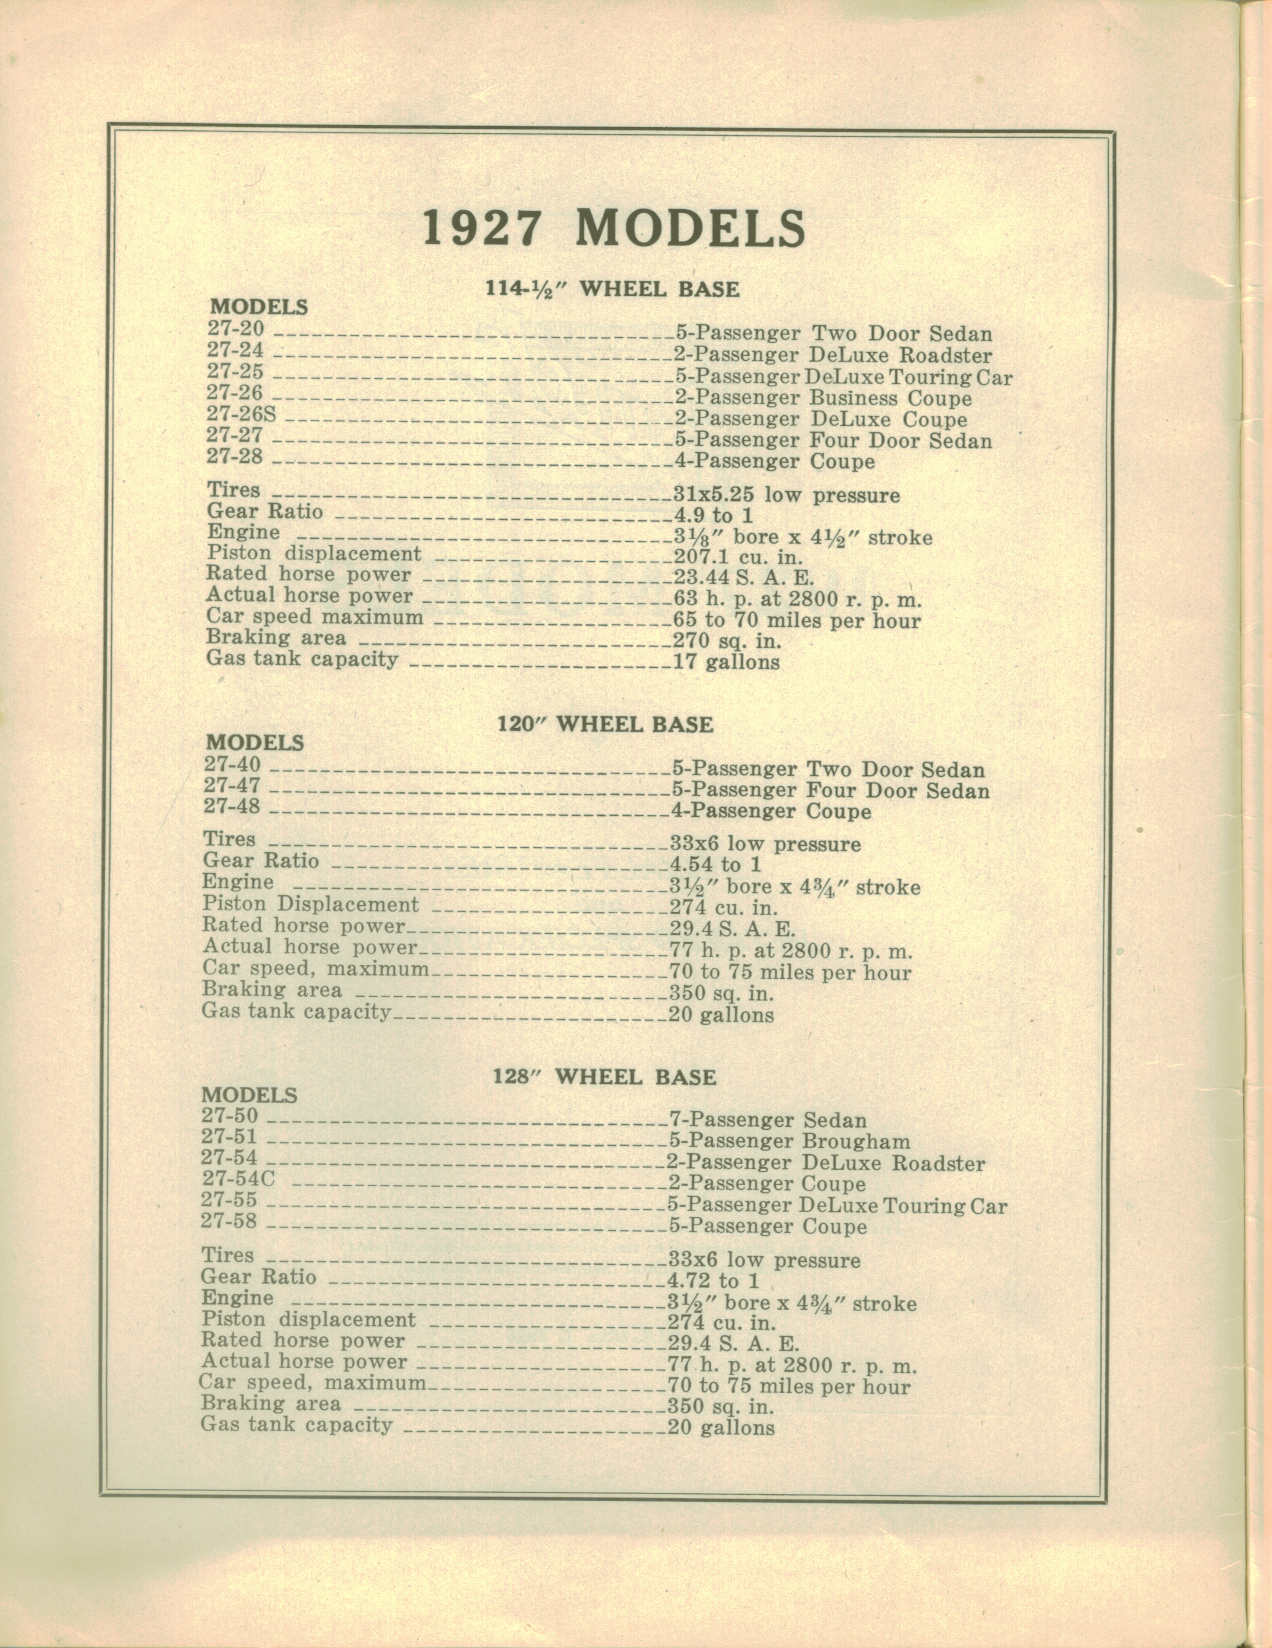 1927 MODELS
114-½″ WHEEL BASE
MODELS
27-20 5-Passenger Two Door Sedan
27-24 2-Passenger DeLuxe Roadster
27-25 5-Passenger DeLuxe Touring Car
27-26 2-Passenger Business Coupe
27-26S 2-Passenger DeLuxe Coupe
27-27 5-Passenger Four Door Sedan
27-28 4-Passenger Coupe
Tires 31x5.25 low pressure
Gear Ratio 4.9 to 1
Engine 3⅛″ bore x 4½″ stroke
Piston displacement 207.1 cu. in.
Rated horse power 23.44 S. A. E.
Actual horse power 63 h. p. at 2800 r. p. m.
Car speed maximum 65 to 70 miles per hour
Braking area 270 sq. in.
Gas tank capacity 17 gallons
120″ WHEEL BASE
MODELS
27-40 5-Passenger Two Door Sedan
27-47 5-Passenger Four Door Sedan
27-48 4-Passenger Coupe
Tires 33x6 low pressure
Gear Ratio 4.54 to 1
Engine 3½″ bore x 4¾″ stroke
Piston Displacement 274 cu. in.
Rated horse power 29.4 S. A. E.
Actual horse power 77 h. p. at 2800 r. p. m.
Car speed, maximum 70 to 75 miles per hour
Braking area 350 sq. in.
Gas tank capacity 20 gallons
128″ WHEEL BASE
MODELS
27-50 7-Passenger Sedan
27-51 5-Passenger Brougham
27-54 2-Passenger DeLuxe Roadster
27-54C 2-Passenger Coupe
27-55 5-Passenger DeLuxe Touring Car
27-58 5-Passenger Coupe
Tires 33x6 low pressure
Gear Ratio 4.72 to 1
Engine 3½″ bore x 4¾″ stroke
Piston displacement 274 cu. in.
Rated horse power 29.4 S. A. E.
Actual horse power 77 h. p. at 2800 r. p. m.
Car speed, maximum 70 to 75 miles per hour
Braking area 350 sq. in.
Gas tank capacity 20 gallons